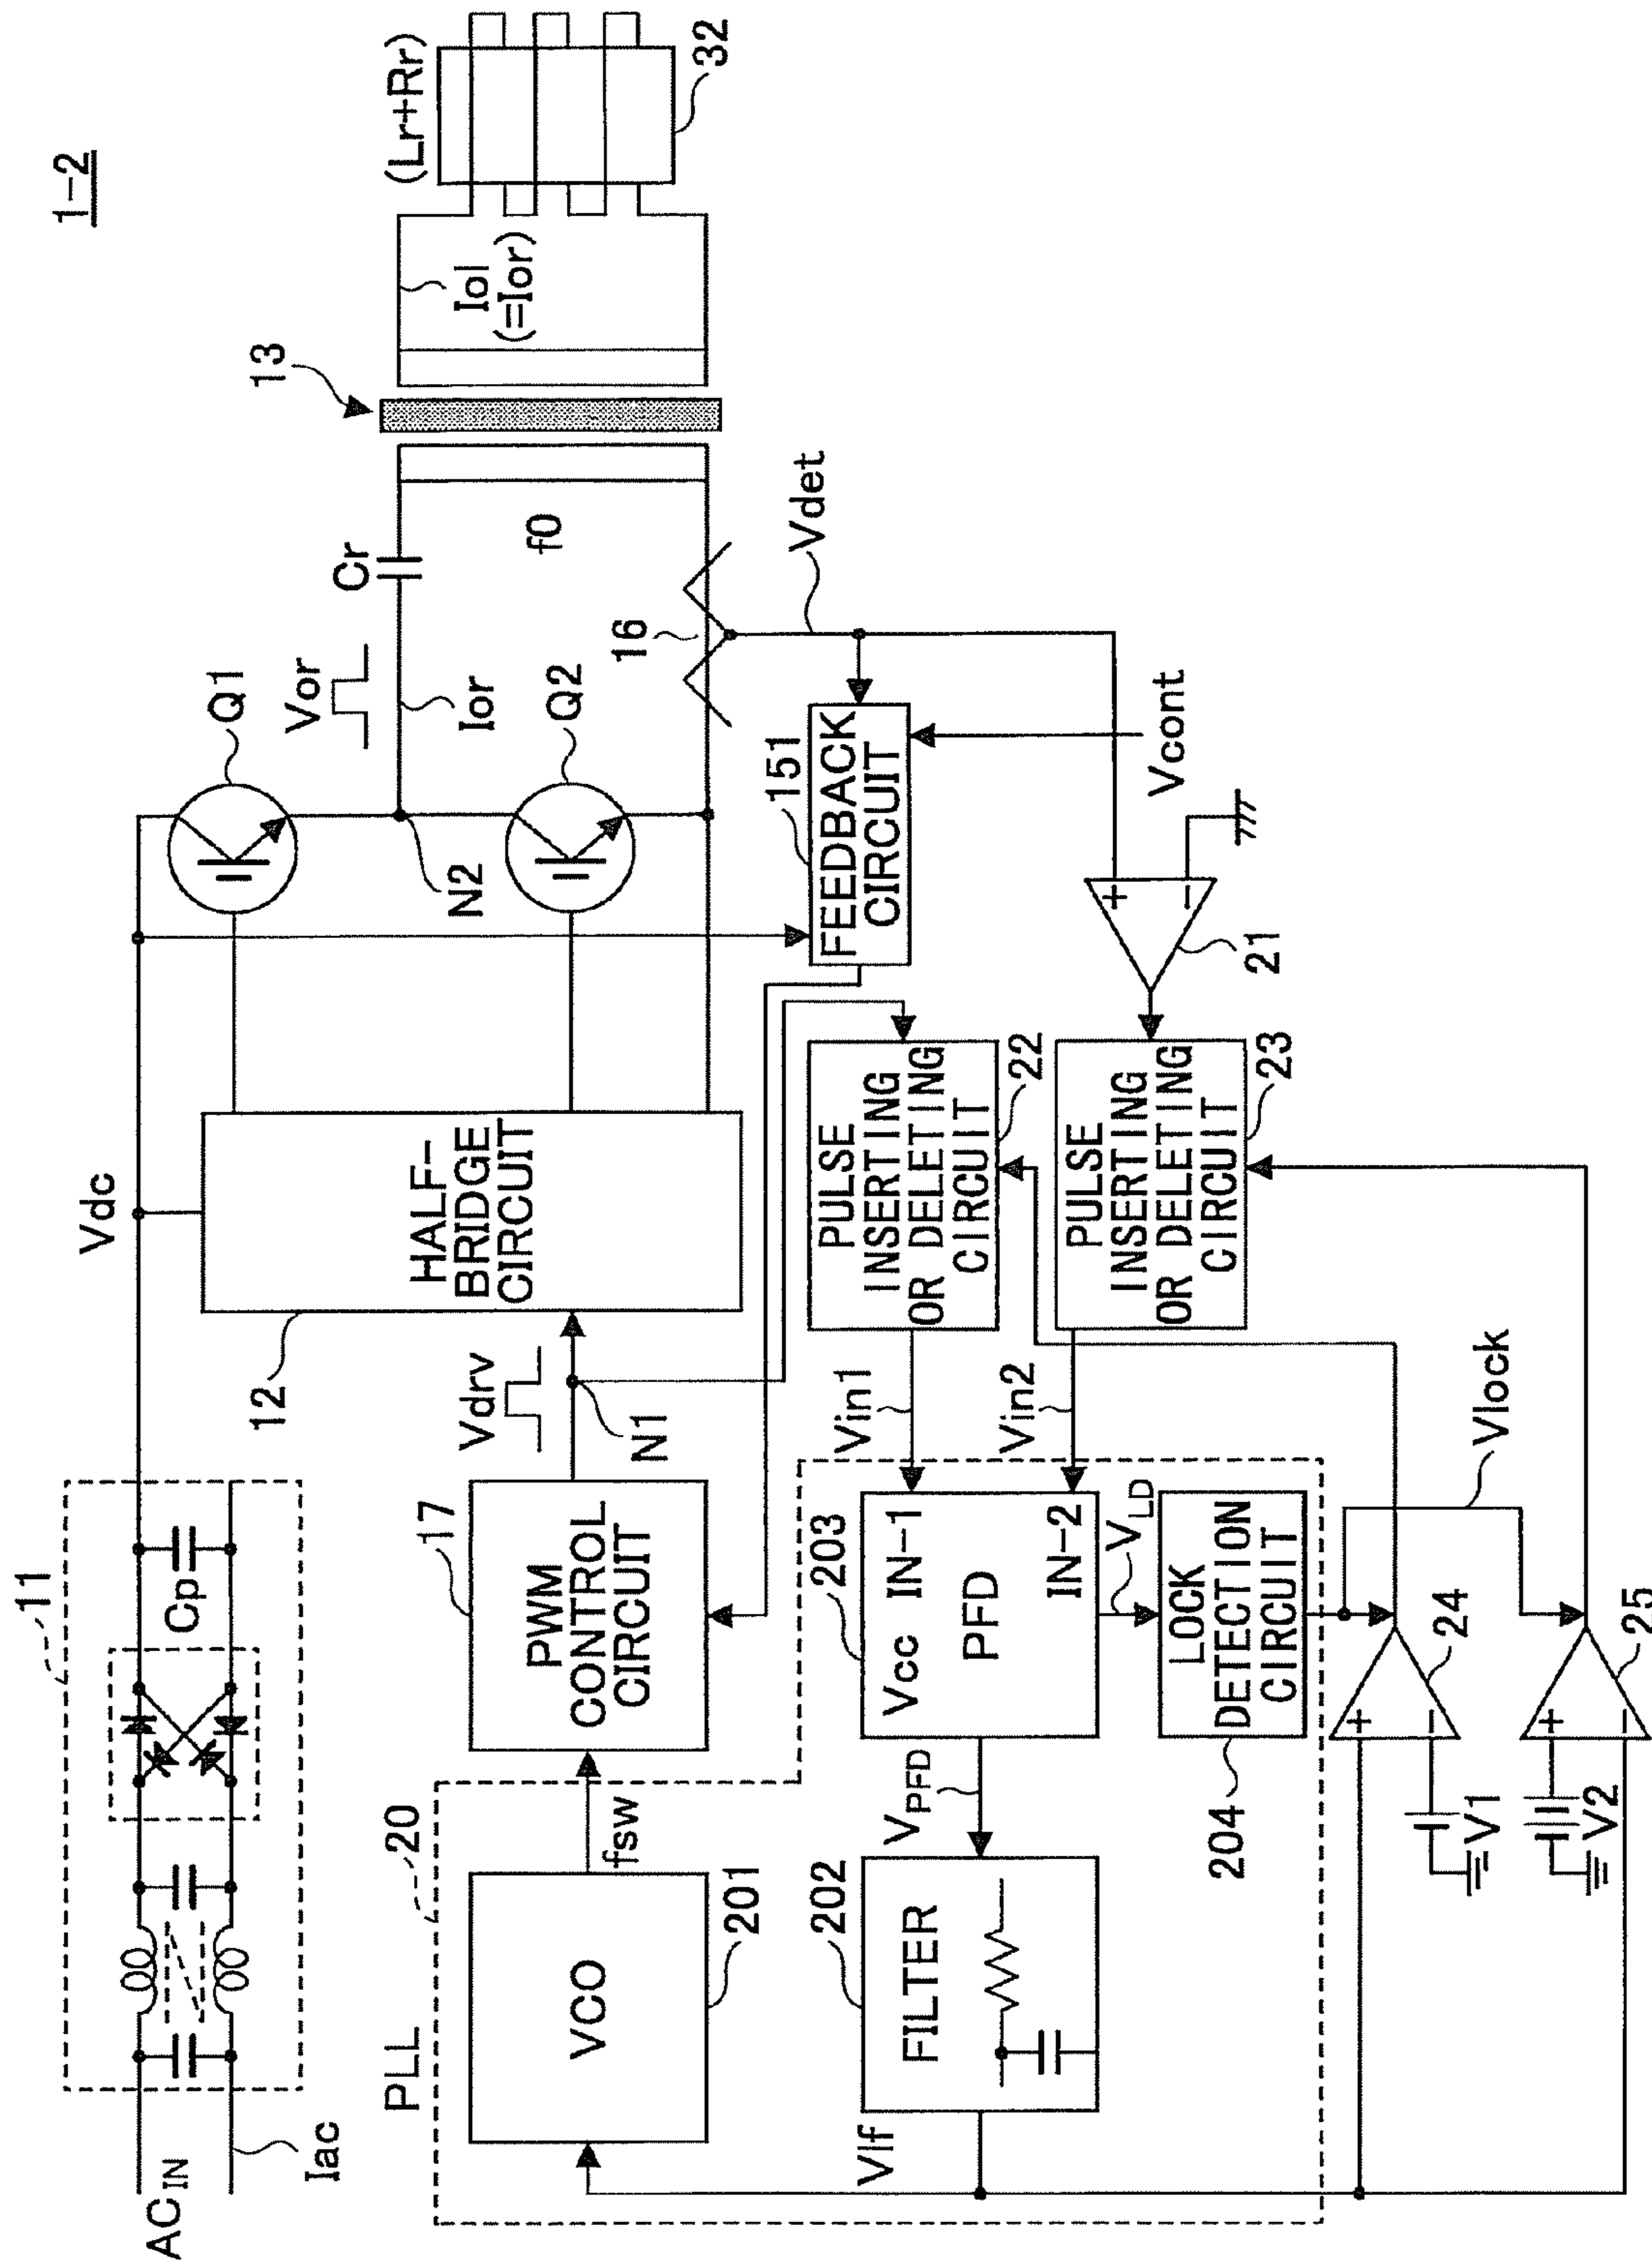 1-2
11
ACIN
Iac
Cp
Vdc
12
HALF-
BRIDGE
CIRCUIT
Q1
Vor
Cr
Ior
N2
Q2
f0
16
13
Iol
(=Ior)
(Lr+Rr)
32
PLL
20
VCO
201
fsw
17
PWM
CONTROL
CIRCUIT
Vdrv
N1
151
FEEDBACK
CIRCUIT
Vdet
Vcont
21
+
−
PULSE
INSERTING
OR DELETING
CIRCUIT
22
PULSE
INSERTING
OR DELETING
CIRCUIT
23
Vin1
Vin2
203
Vcc IN-1
PFD
IN-2
VPFD
VLD
202
FILTER
Vlf
LOCK
DETECTION
CIRCUIT
204
Vlock
+
−
24
V1
+
−
25
V2